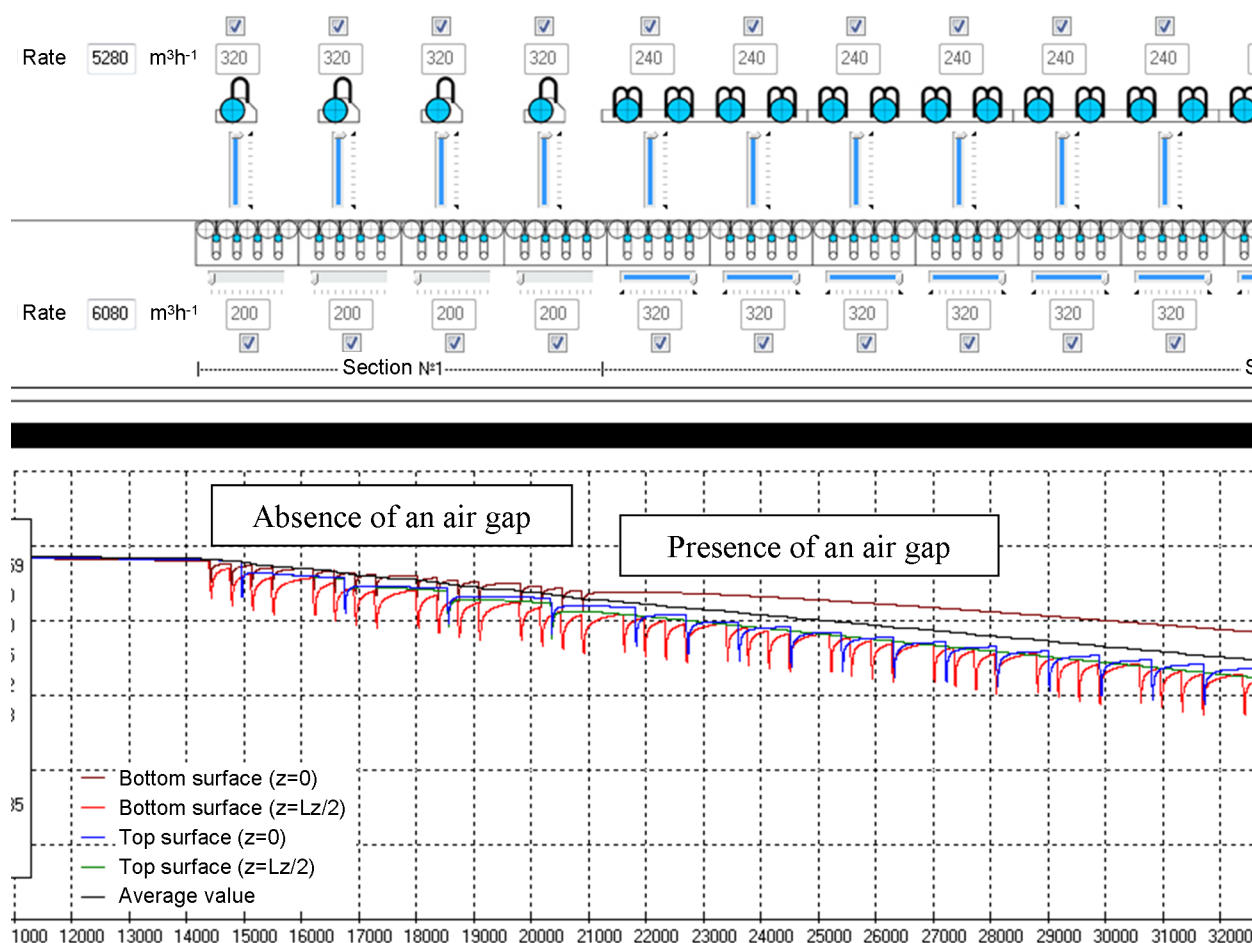 Rate 5280 m³h⁻¹ 320 320 320 320 240 240 240 240 240 240
Rate 6080 m³h⁻¹ 200 200 200 200 320 320 320 320 320 320
Section №1
Absence of an air gap
Presence of an air gap
Bottom surface (z=0)
Bottom surface (z=Lz/2)
Top surface (z=0)
Top surface (z=Lz/2)
Average value
1000 12000 13000 14000 15000 16000 17000 18000 19000 20000 21000 22000 23000 24000 25000 26000 27000 28000 29000 30000 31000 32000